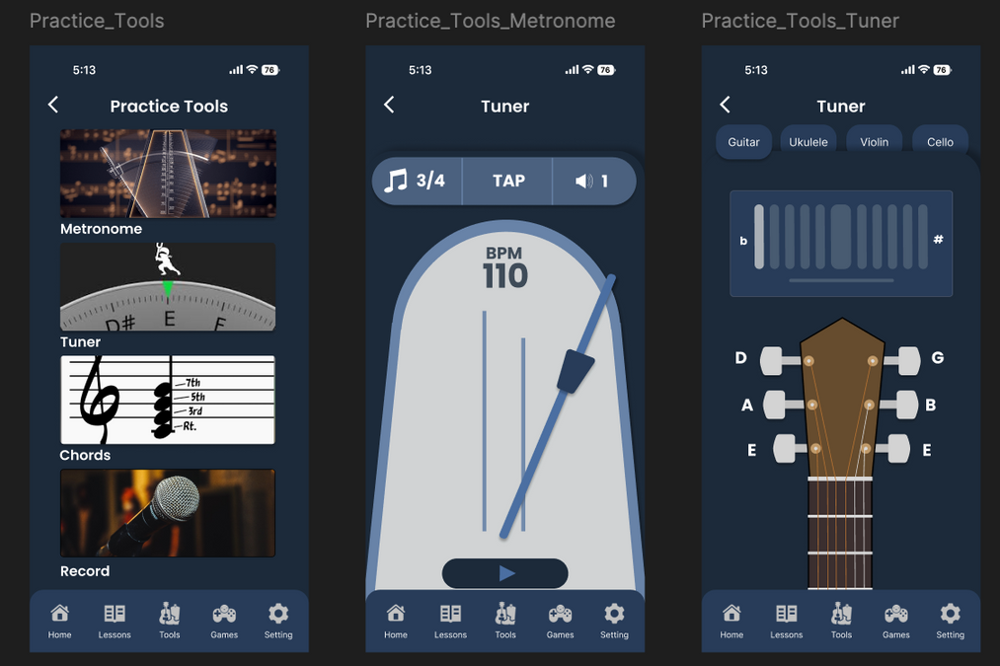 Practice_Tools
5:13
76
Practice Tools
Metronome
D# E F
Tuner
7th
5th
3rd
Rt.
Chords
Record
Home Lessons Tools Games Setting
Practice_Tools_Metronome
5:13
76
Tuner
3/4 TAP 1
BPM
110
Home Lessons Tools Games Setting
Practice_Tools_Tuner
5:13
76
Tuner
Guitar Ukulele Violin Cello
b #
D G
A B
E E
Home Lessons Tools Games Setting